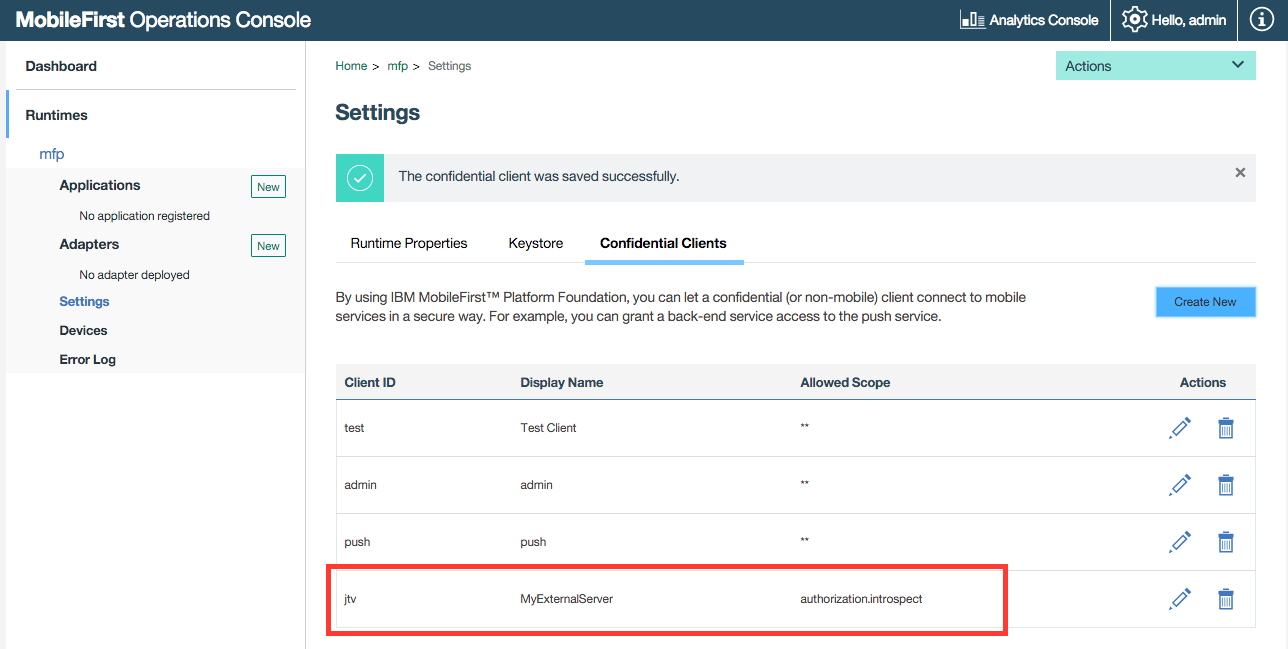 MobileFirst Operations Console
Analytics Console
Hello, admin
Dashboard
Runtimes
mfp
Applications
New
No application registered
Adapters
New
No adapter deployed
Settings
Devices
Error Log
Home > mfp > Settings
Actions
Settings
The confidential client was saved successfully.
Runtime Properties
Keystore
Confidential Clients
By using IBM MobileFirst™ Platform Foundation, you can let a confidential (or non-mobile) client connect to mobile
services in a secure way. For example, you can grant a back-end service access to the push service.
Create New
Client ID Display Name Allowed Scope Actions
test Test Client **
admin admin **
push push **
jtv MyExternalServer authorization.introspect